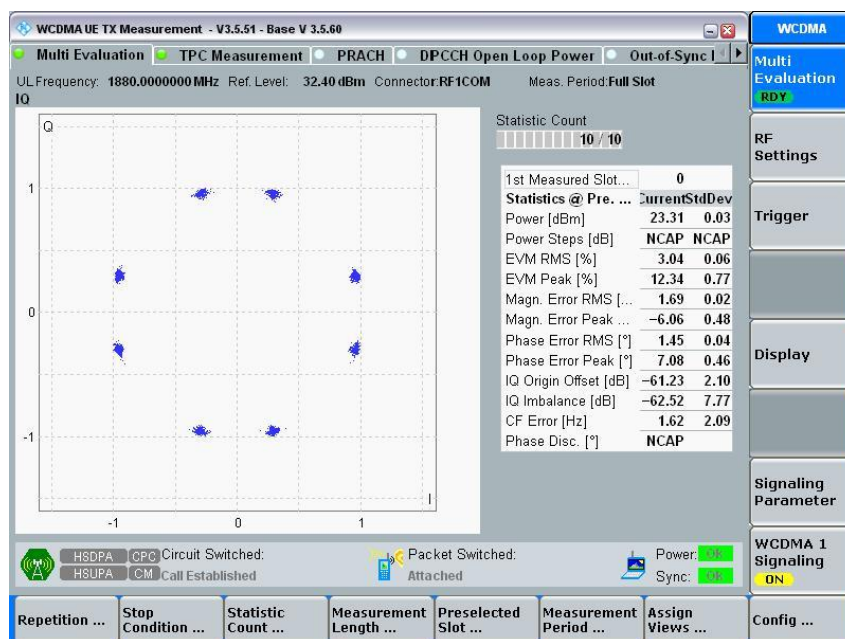 WCDMA UE TX Measurement - V3.5.51 - Base V 3.5.60
WCDMA
Multi Evaluation
TPC Measurement
PRACH
DPCCH Open Loop Power
Out-of-Sync
UL Frequency: 1880.0000000 MHz Ref. Level: 32.40 dBm Connector:RF1COM Meas. Period:Full Slot
IQ
Q
1
0
-1
-1 0 1
I
Statistic Count
10 / 10
1st Measured Slot... 0
Statistics @ Pre. ... Current StdDev
Power [dBm] 23.31 0.03
Power Steps [dB] NCAP NCAP
EVM RMS [%] 3.04 0.06
EVM Peak [%] 12.34 0.77
Magn. Error RMS [... 1.69 0.02
Magn. Error Peak ... −6.06 0.48
Phase Error RMS [°] 1.45 0.04
Phase Error Peak [°] 7.08 0.46
IQ Origin Offset [dB] −61.23 2.10
IQ Imbalance [dB] −62.52 7.77
CF Error [Hz] 1.62 2.09
Phase Disc. [°] NCAP
Multi
Evaluation
RDY
RF
Settings
Trigger
Display
Signaling
Parameter
WCDMA 1
Signaling
ON
HSDPA CPC Circuit Switched:
HSUPA CM Call Established
Packet Switched:
Attached
Power: OK
Sync: OK
Repetition ...
Stop
Condition ...
Statistic
Count ...
Measurement
Length ...
Preselected
Slot ...
Measurement
Period ...
Assign
Views ...
Config ...